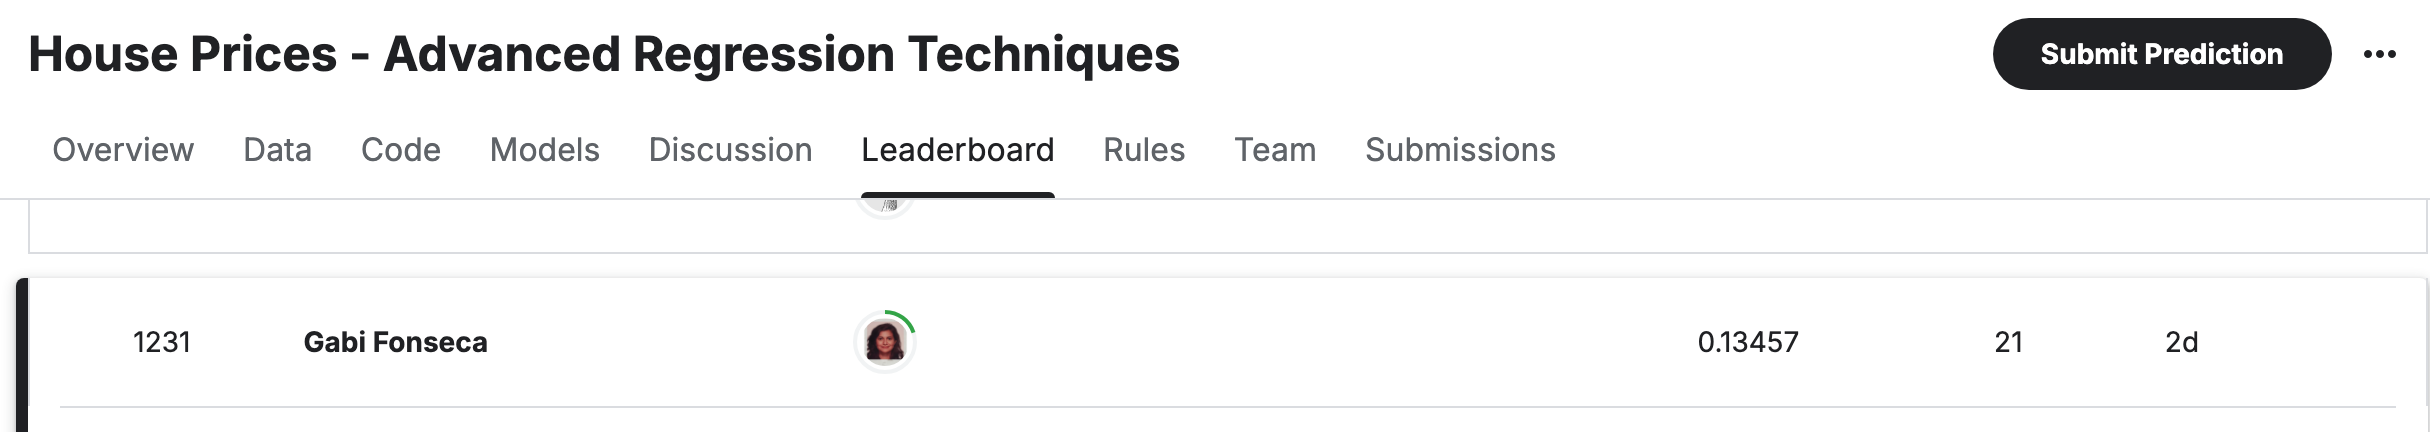 House Prices - Advanced Regression Techniques
Submit Prediction
Overview Data Code Models Discussion Leaderboard Rules Team Submissions
1231 Gabi Fonseca 0.13457 21 2d